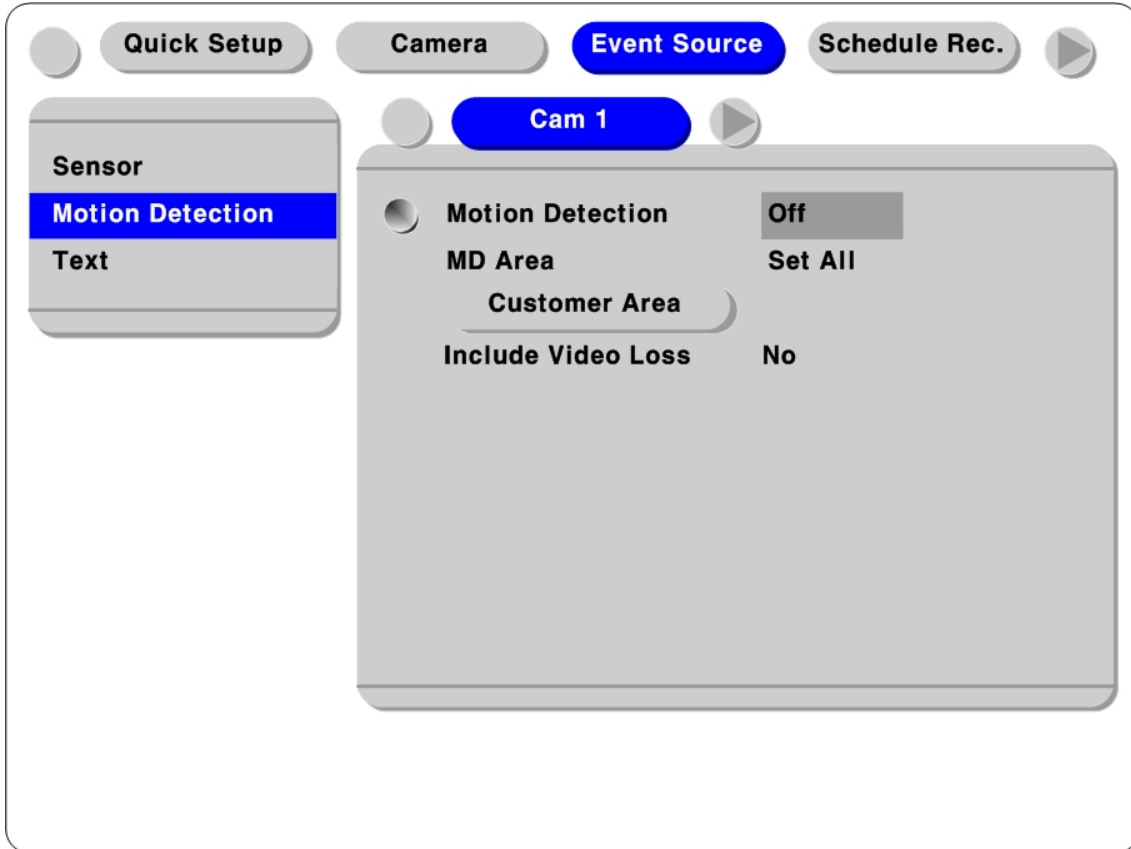 Quick Setup Camera Event Source Schedule Rec.
Cam 1
Sensor
Motion Detection
Text
Motion Detection Off
MD Area Set All
Customer Area
Include Video Loss No